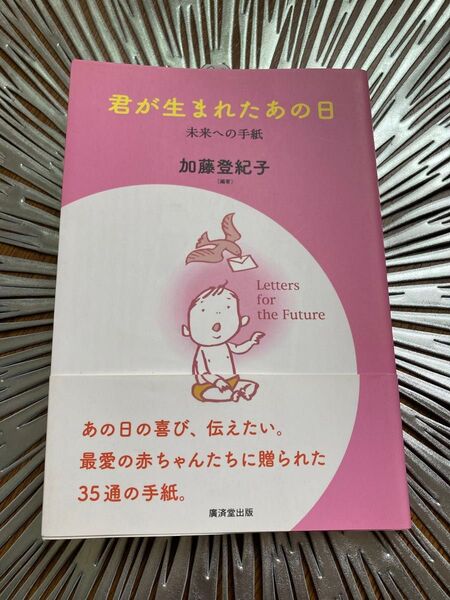 君が生まれたあの日
未来への手紙
加藤登紀子
［編著］
Letters
for
the Future
あの日の喜び、伝えたい。
最愛の赤ちゃんたちに贈られた
35通の手紙。
廣済堂出版